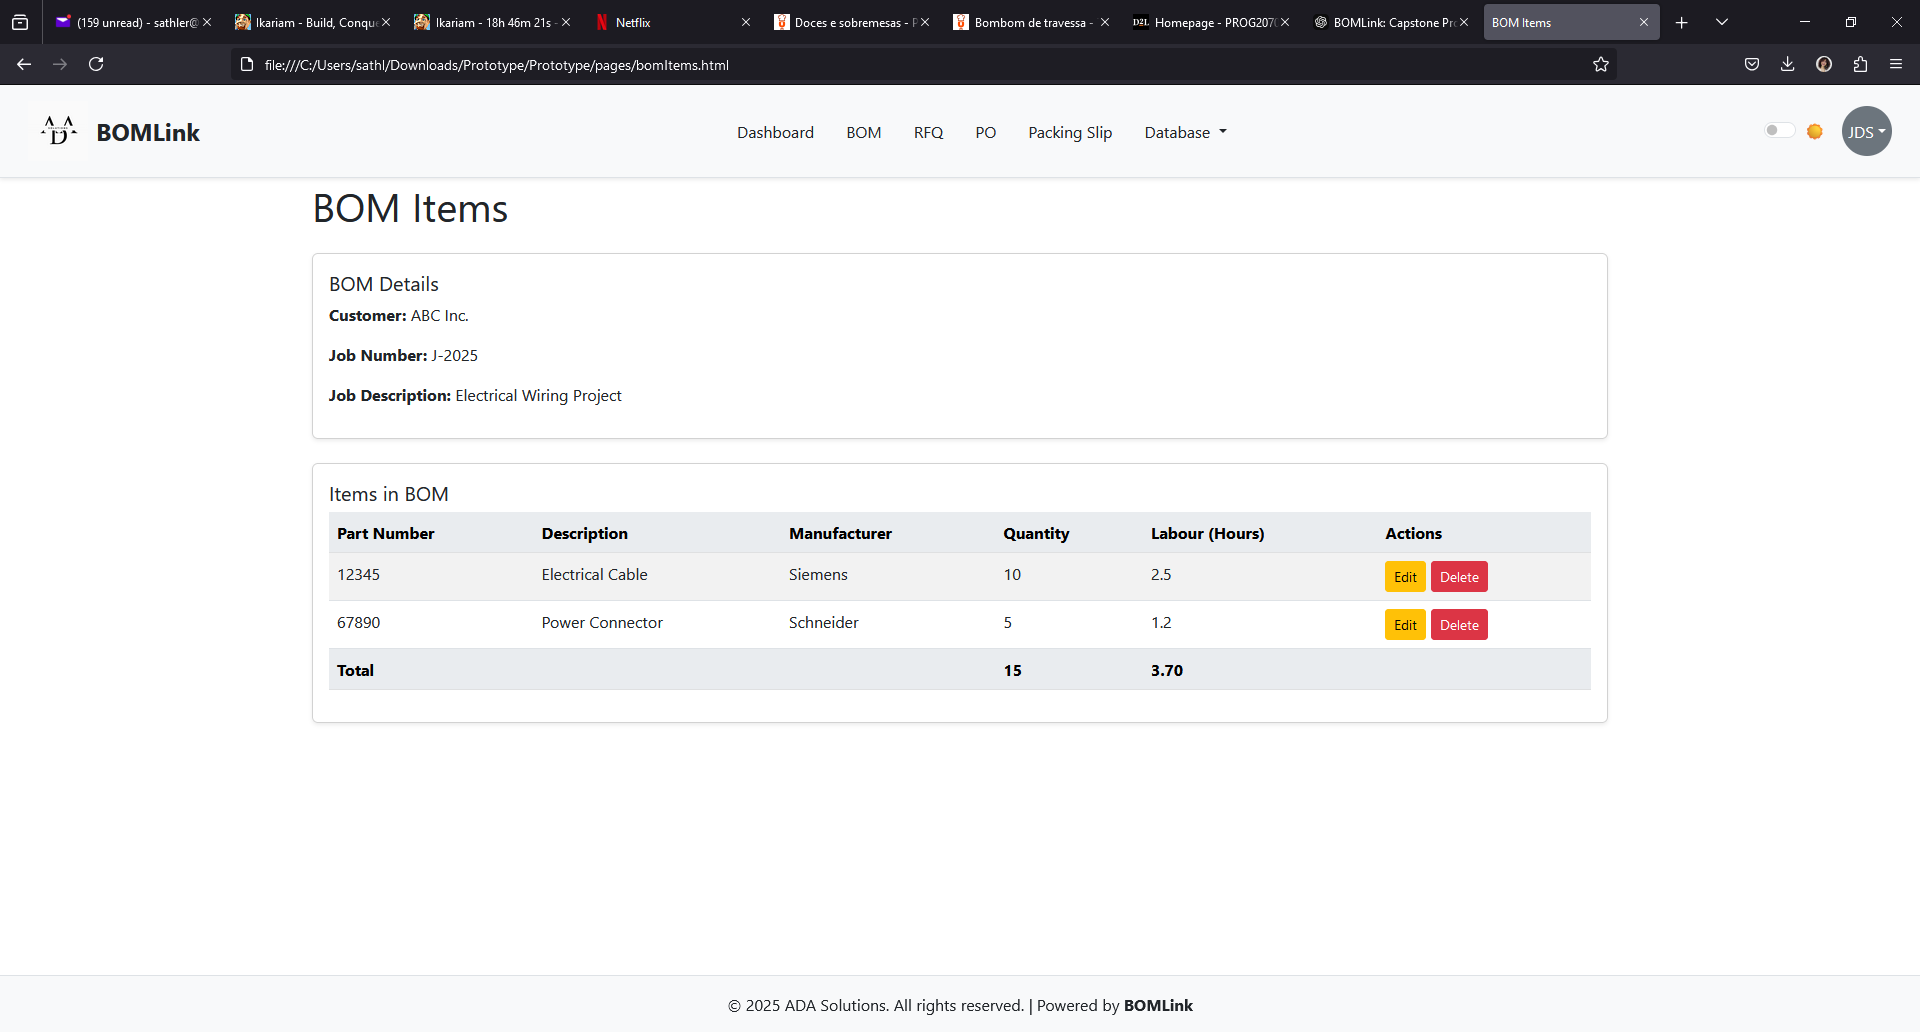 (159 unread) - sathler@
Ikariam - Build, Conque
Ikariam - 18h 46m 21s -
Netflix
Doces e sobremesas - P
Bombom de travessa -
D2L Homepage - PROG2070
BOMLink: Capstone Pr
BOM Items
file:///C:/Users/sathl/Downloads/Prototype/Prototype/pages/bomItems.html
ADA
SOLUTIONS
BOMLink
Dashboard BOM RFQ PO Packing Slip Database
JDS
BOM Items
BOM Details
Customer: ABC Inc.
Job Number: J-2025
Job Description: Electrical Wiring Project
Items in BOM
Part Number Description Manufacturer Quantity Labour (Hours) Actions
12345 Electrical Cable Siemens 10 2.5 Edit Delete
67890 Power Connector Schneider 5 1.2 Edit Delete
Total 15 3.70
© 2025 ADA Solutions. All rights reserved. | Powered by BOMLink